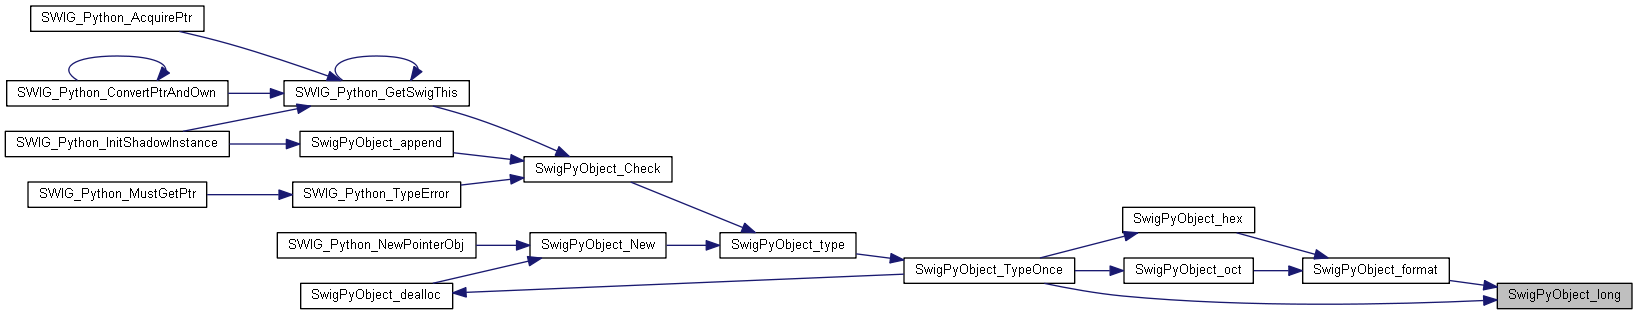 SWIG_Python_AcquirePtr
SWIG_Python_ConvertPtrAndOwn
SWIG_Python_GetSwigThis
SWIG_Python_InitShadowInstance
SwigPyObject_append
SwigPyObject_Check
SWIG_Python_MustGetPtr
SWIG_Python_TypeError
SwigPyObject_hex
SWIG_Python_NewPointerObj
SwigPyObject_New
SwigPyObject_type
SwigPyObject_TypeOnce
SwigPyObject_oct
SwigPyObject_format
SwigPyObject_dealloc
SwigPyObject_long